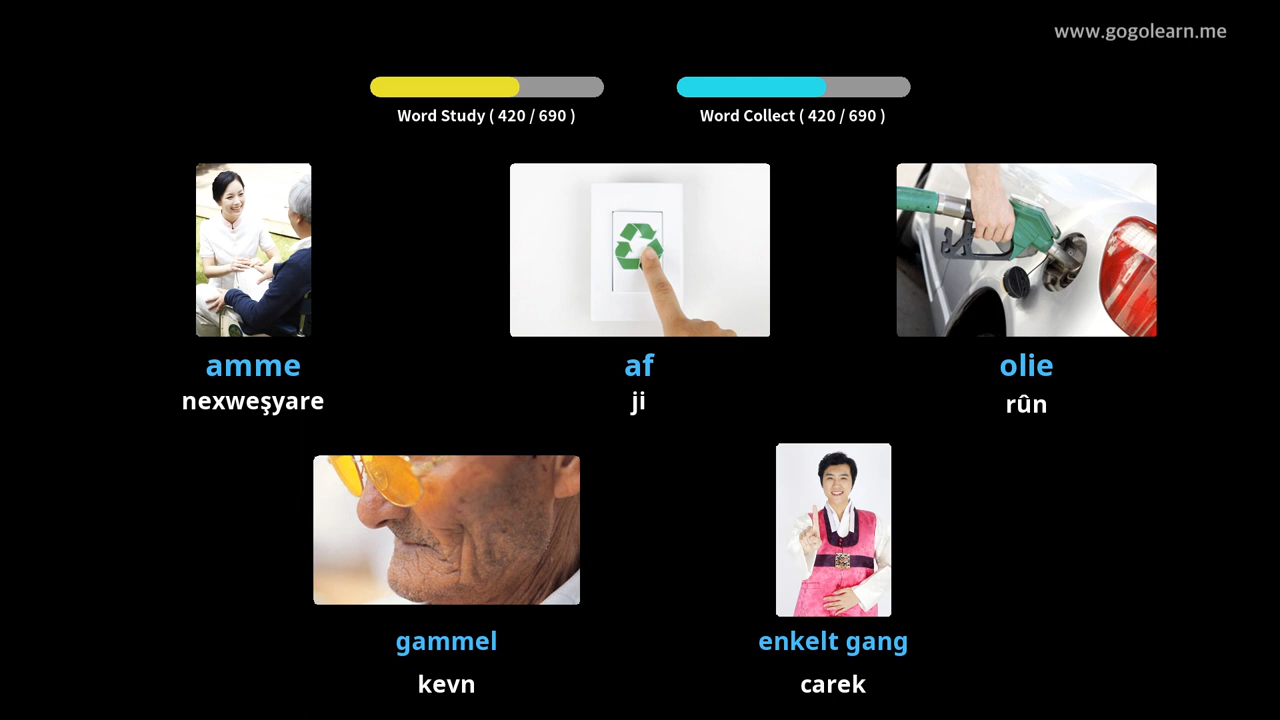 www.gogolearn.me
Word Study ( 420 / 690 )
Word Collect ( 420 / 690 )
amme
nexweşyare
af
ji
olie
rûn
gammel
kevn
enkelt gang
carek